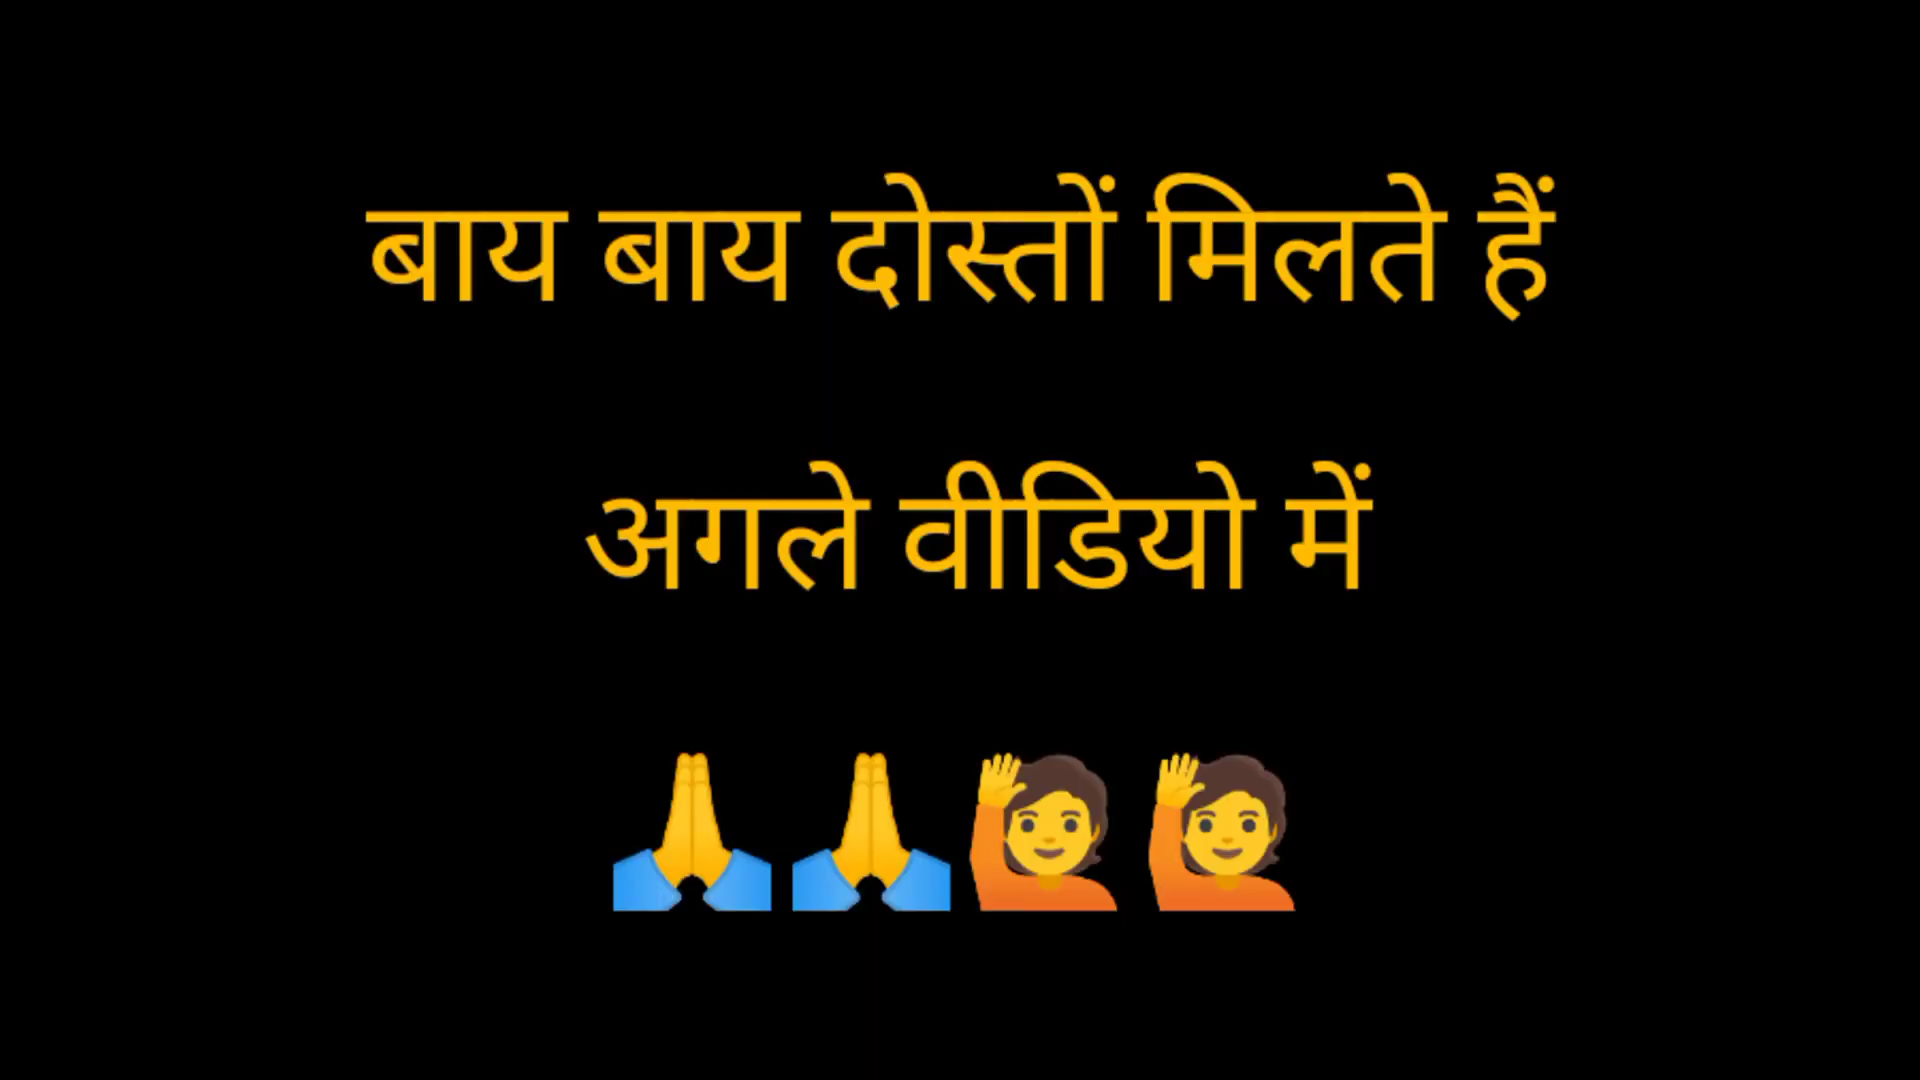 बाय बाय दोस्तों मिलते हैं
अगले वीडियो में
🙏🙏🙋🙋